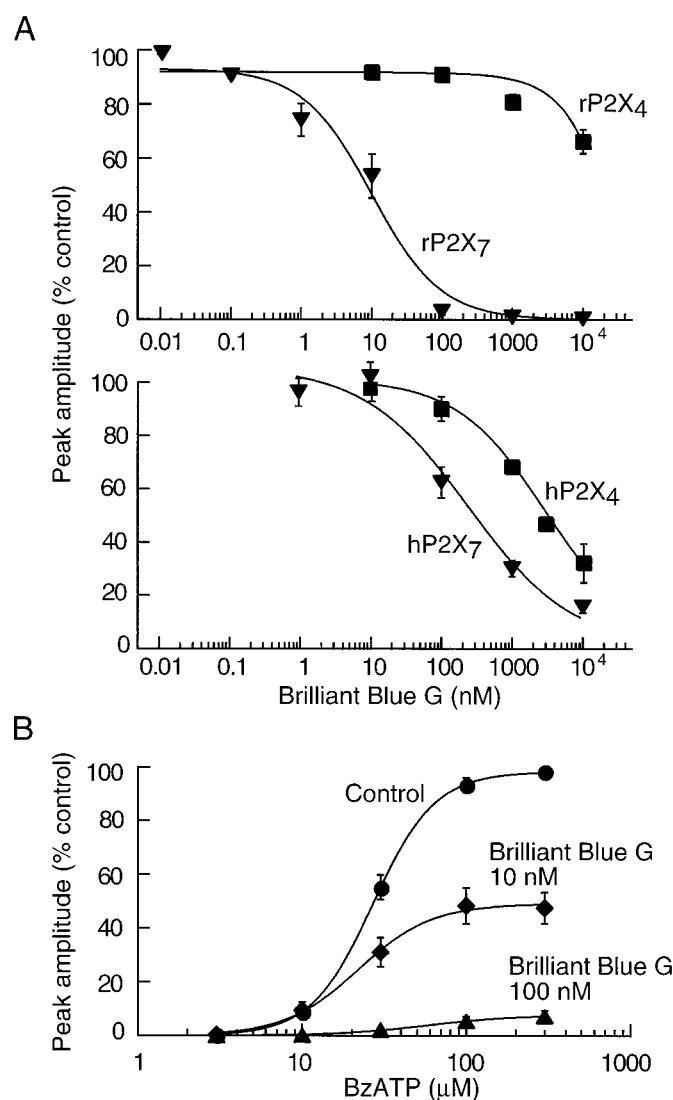 A
Peak amplitude (% control)
100
80
60
40
20
0
rP2X4
rP2X7
0.01 0.1 1 10 100 1000 10^4
100
80
60
40
20
0
hP2X4
hP2X7
0.01 0.1 1 10 100 1000 10^4
Brilliant Blue G (nM)
B
Peak amplitude (% control)
100
80
60
40
20
0
Control
Brilliant Blue G
10 nM
Brilliant Blue G
100 nM
1 10 100 1000
BzATP (μM)